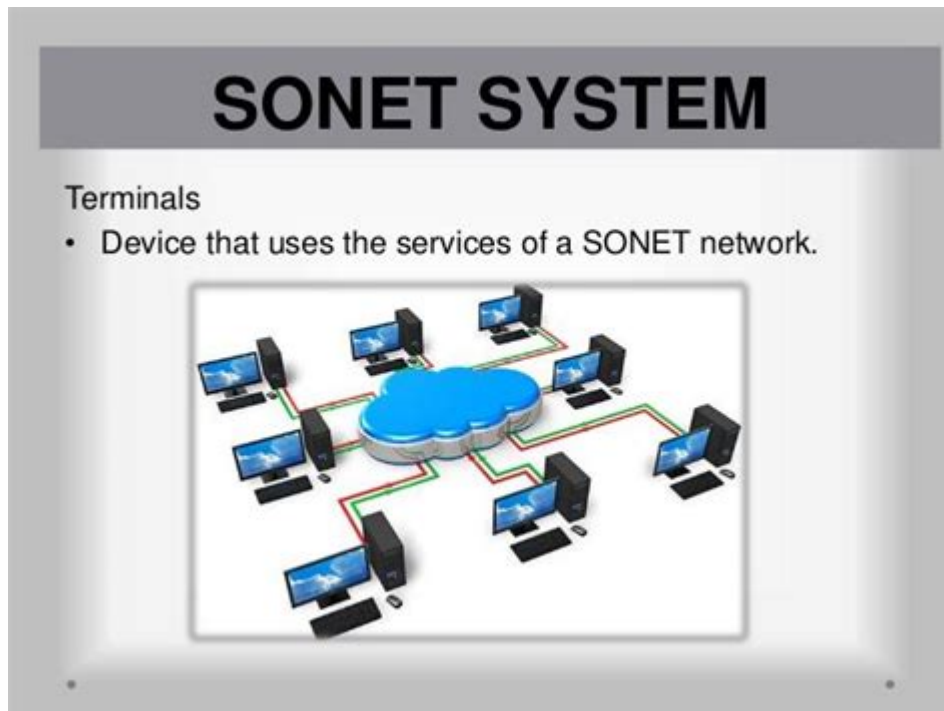 SONET SYSTEM
Terminals
• Device that uses the services of a SONET network.